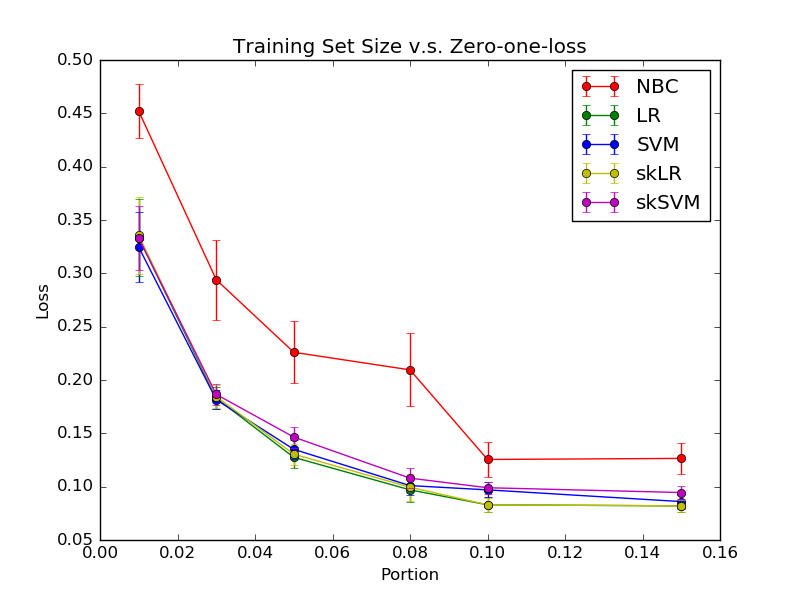 Training Set Size v.s. Zero-one-loss
0.50
0.45
0.40
0.35
0.30
0.25
0.20
0.15
0.10
0.05
Loss
NBC
LR
SVM
skLR
skSVM
0.00 0.02 0.04 0.06 0.08 0.10 0.12 0.14 0.16
Portion